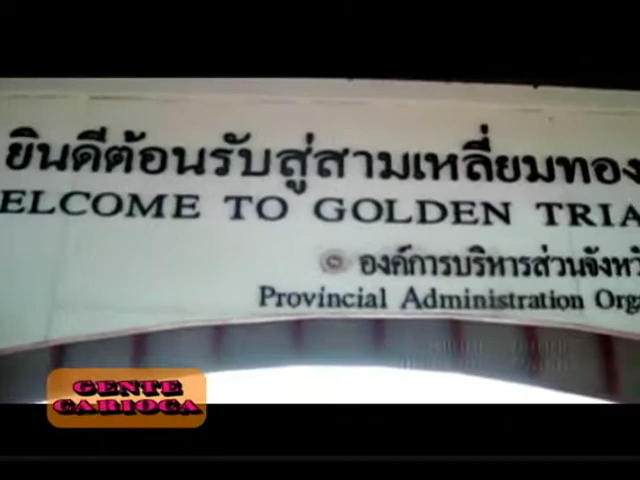 ยินดีต้อนรับสู่สามเหลี่ยมทอง
ELCOME TO GOLDEN TRIA
องค์การบริหารส่วนจังหวั
Provincial Administration Orga
GENTE
CARIOCA